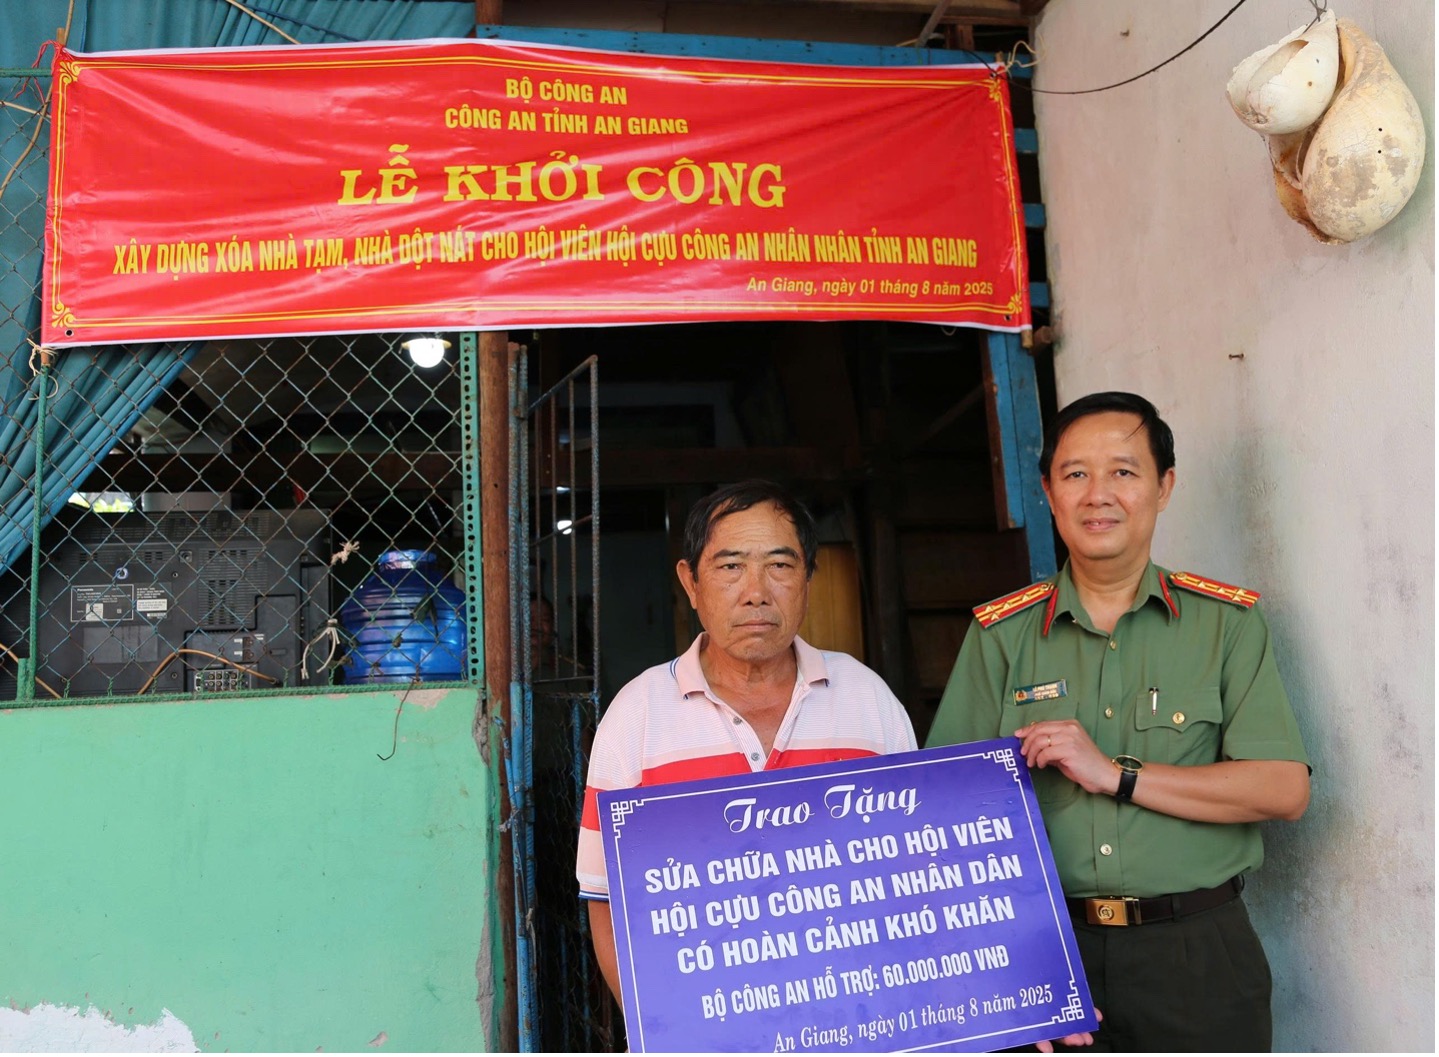 BỘ CÔNG AN
CÔNG AN TỈNH AN GIANG
LỄ KHỞI CÔNG
XÂY DỰNG XÓA NHÀ TẠM, NHÀ DỘT NÁT CHO HỘI VIÊN HỘI CỰU CÔNG AN NHÂN NHÂN TỈNH AN GIANG
An Giang, ngày 01 tháng 8 năm 2025
Trao Tặng
SỬA CHỮA NHÀ CHO HỘI VIÊN
HỘI CỰU CÔNG AN NHÂN DÂN
CÓ HOÀN CẢNH KHÓ KHĂN
BỘ CÔNG AN HỖ TRỢ: 60.000.000 VNĐ
An Giang, ngày 01 tháng 8 năm 2025